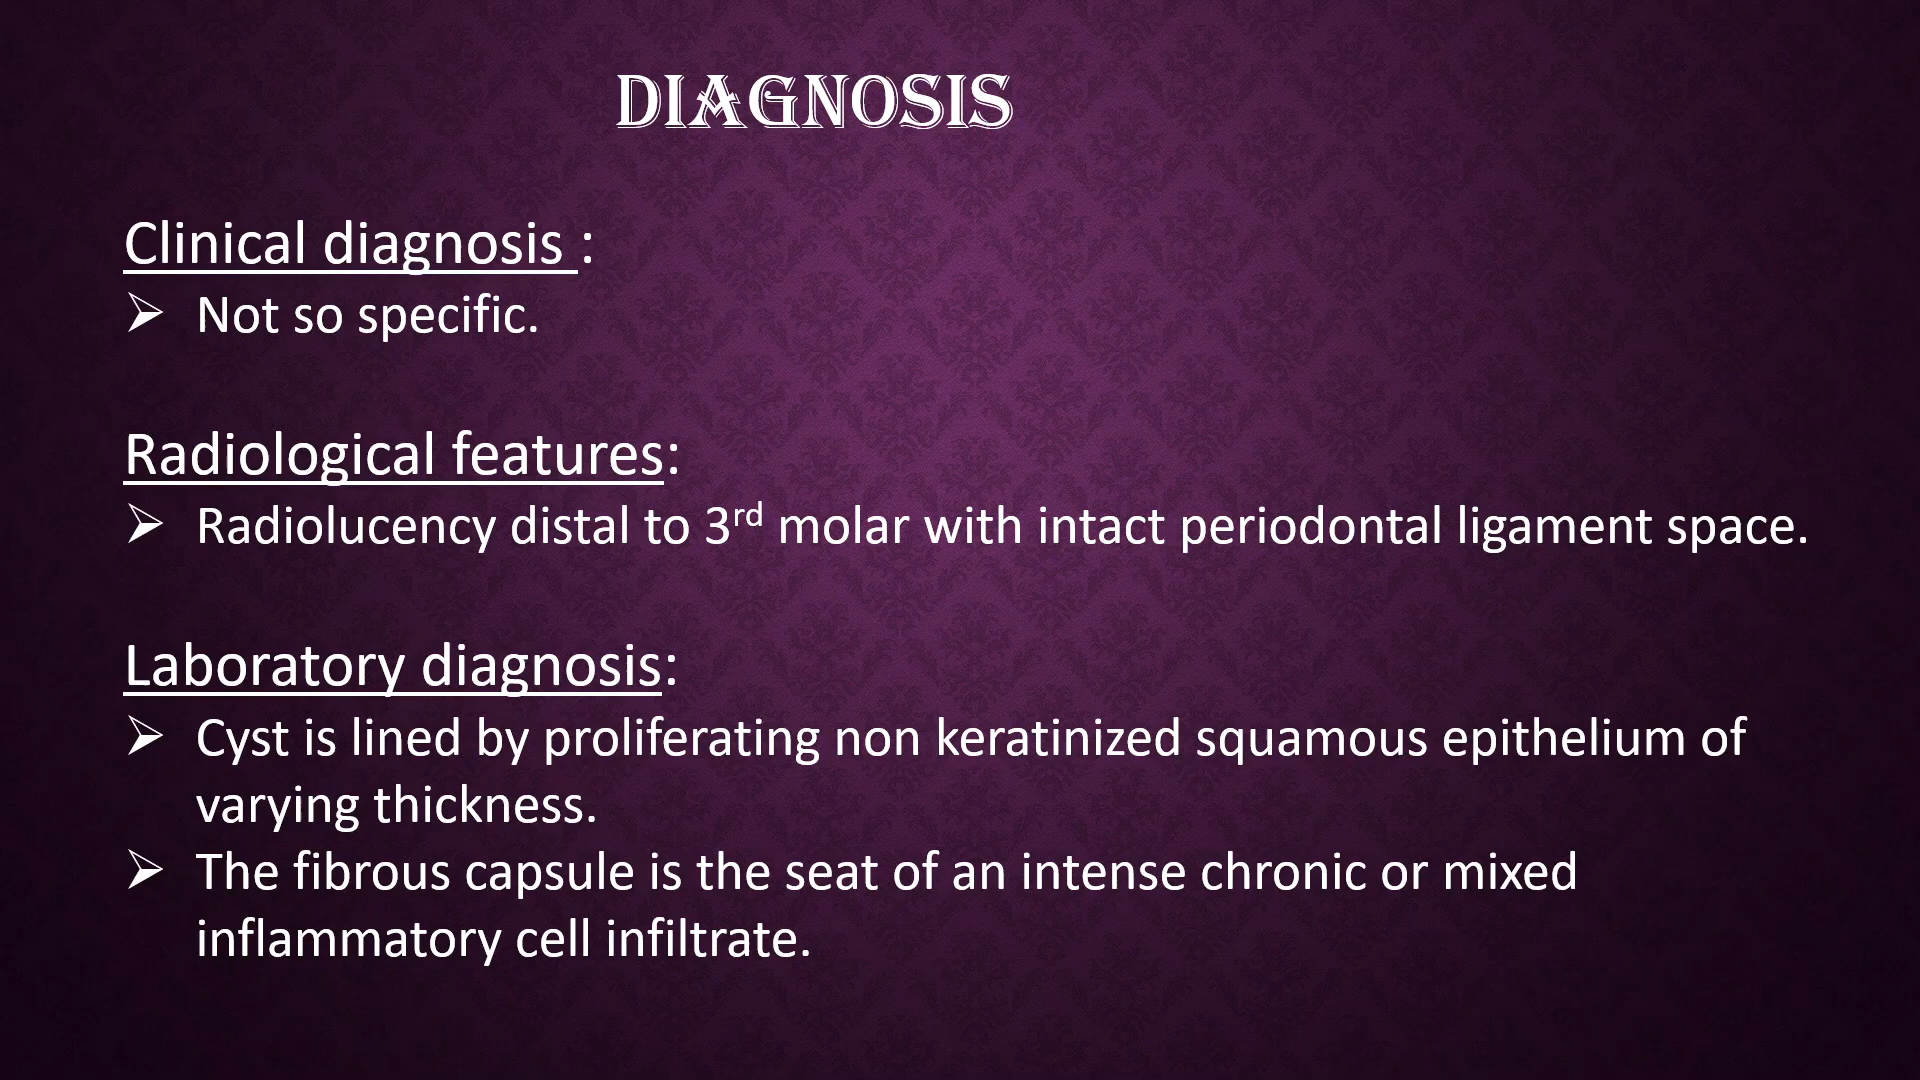 DIAGNOSIS
Clinical diagnosis :
➢ Not so specific.
Radiological features:
➢ Radiolucency distal to 3rd molar with intact periodontal ligament space.
Laboratory diagnosis:
➢ Cyst is lined by proliferating non keratinized squamous epithelium of
varying thickness.
➢ The fibrous capsule is the seat of an intense chronic or mixed
inflammatory cell infiltrate.